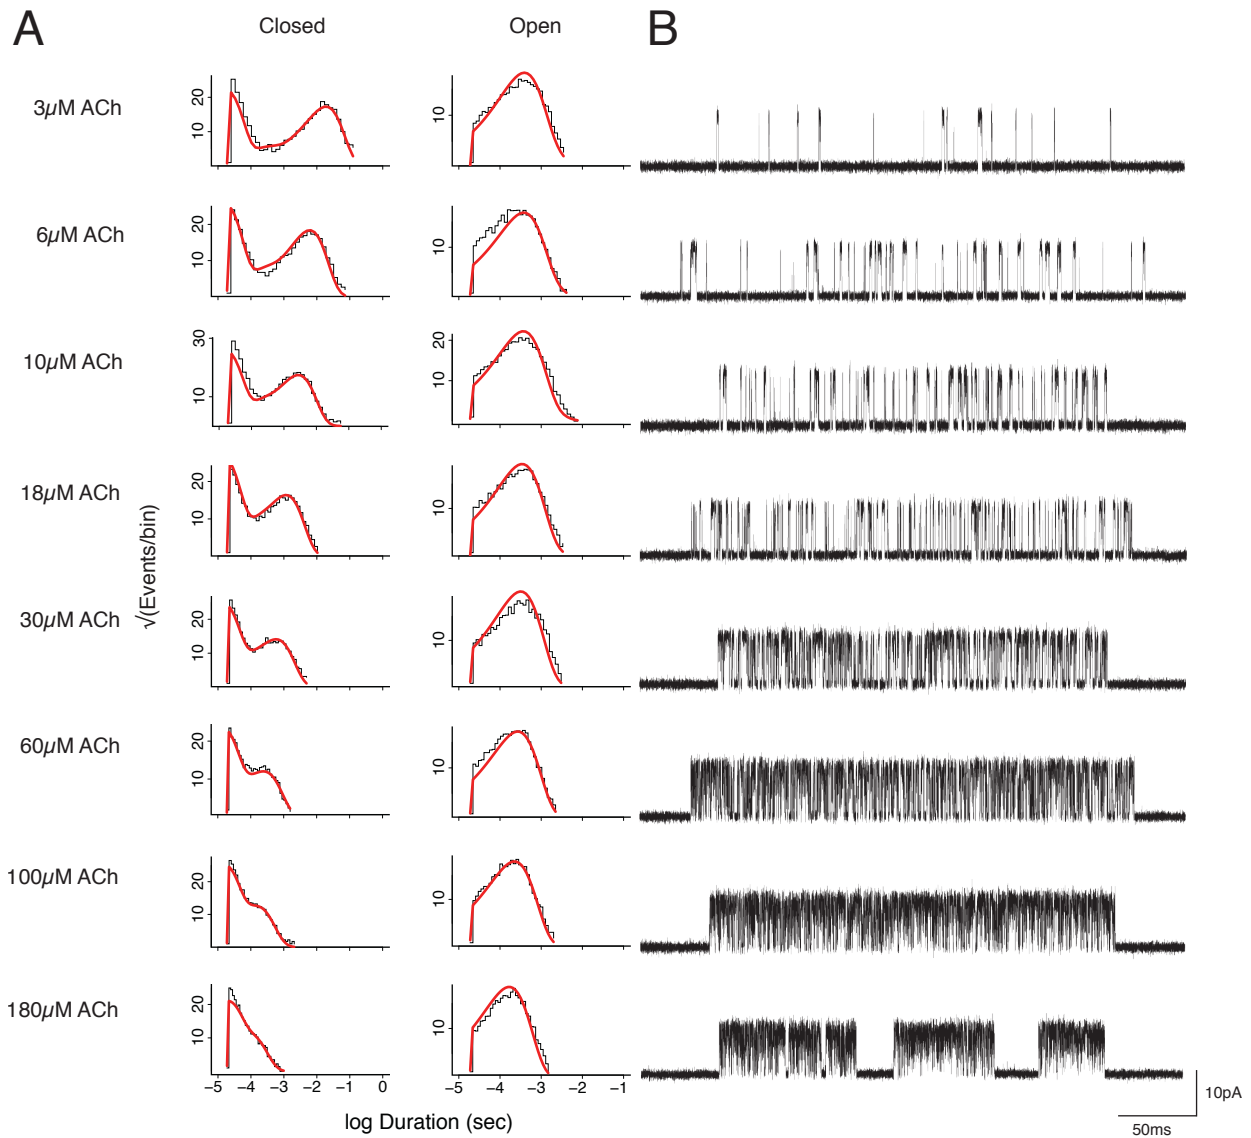 A
Closed
Open
B
3µM ACh
20
10
10
6µM ACh
20
10
10
10µM ACh
30
10
20
10
18µM ACh
20
10
10
√(Events/bin)
30µM ACh
20
10
10
60µM ACh
20
10
10
100µM ACh
20
10
10
180µM ACh
20
10
10
−5 −4 −3 −2 −1 0
−5 −4 −3 −2 −1
log Duration (sec)
10pA
50ms